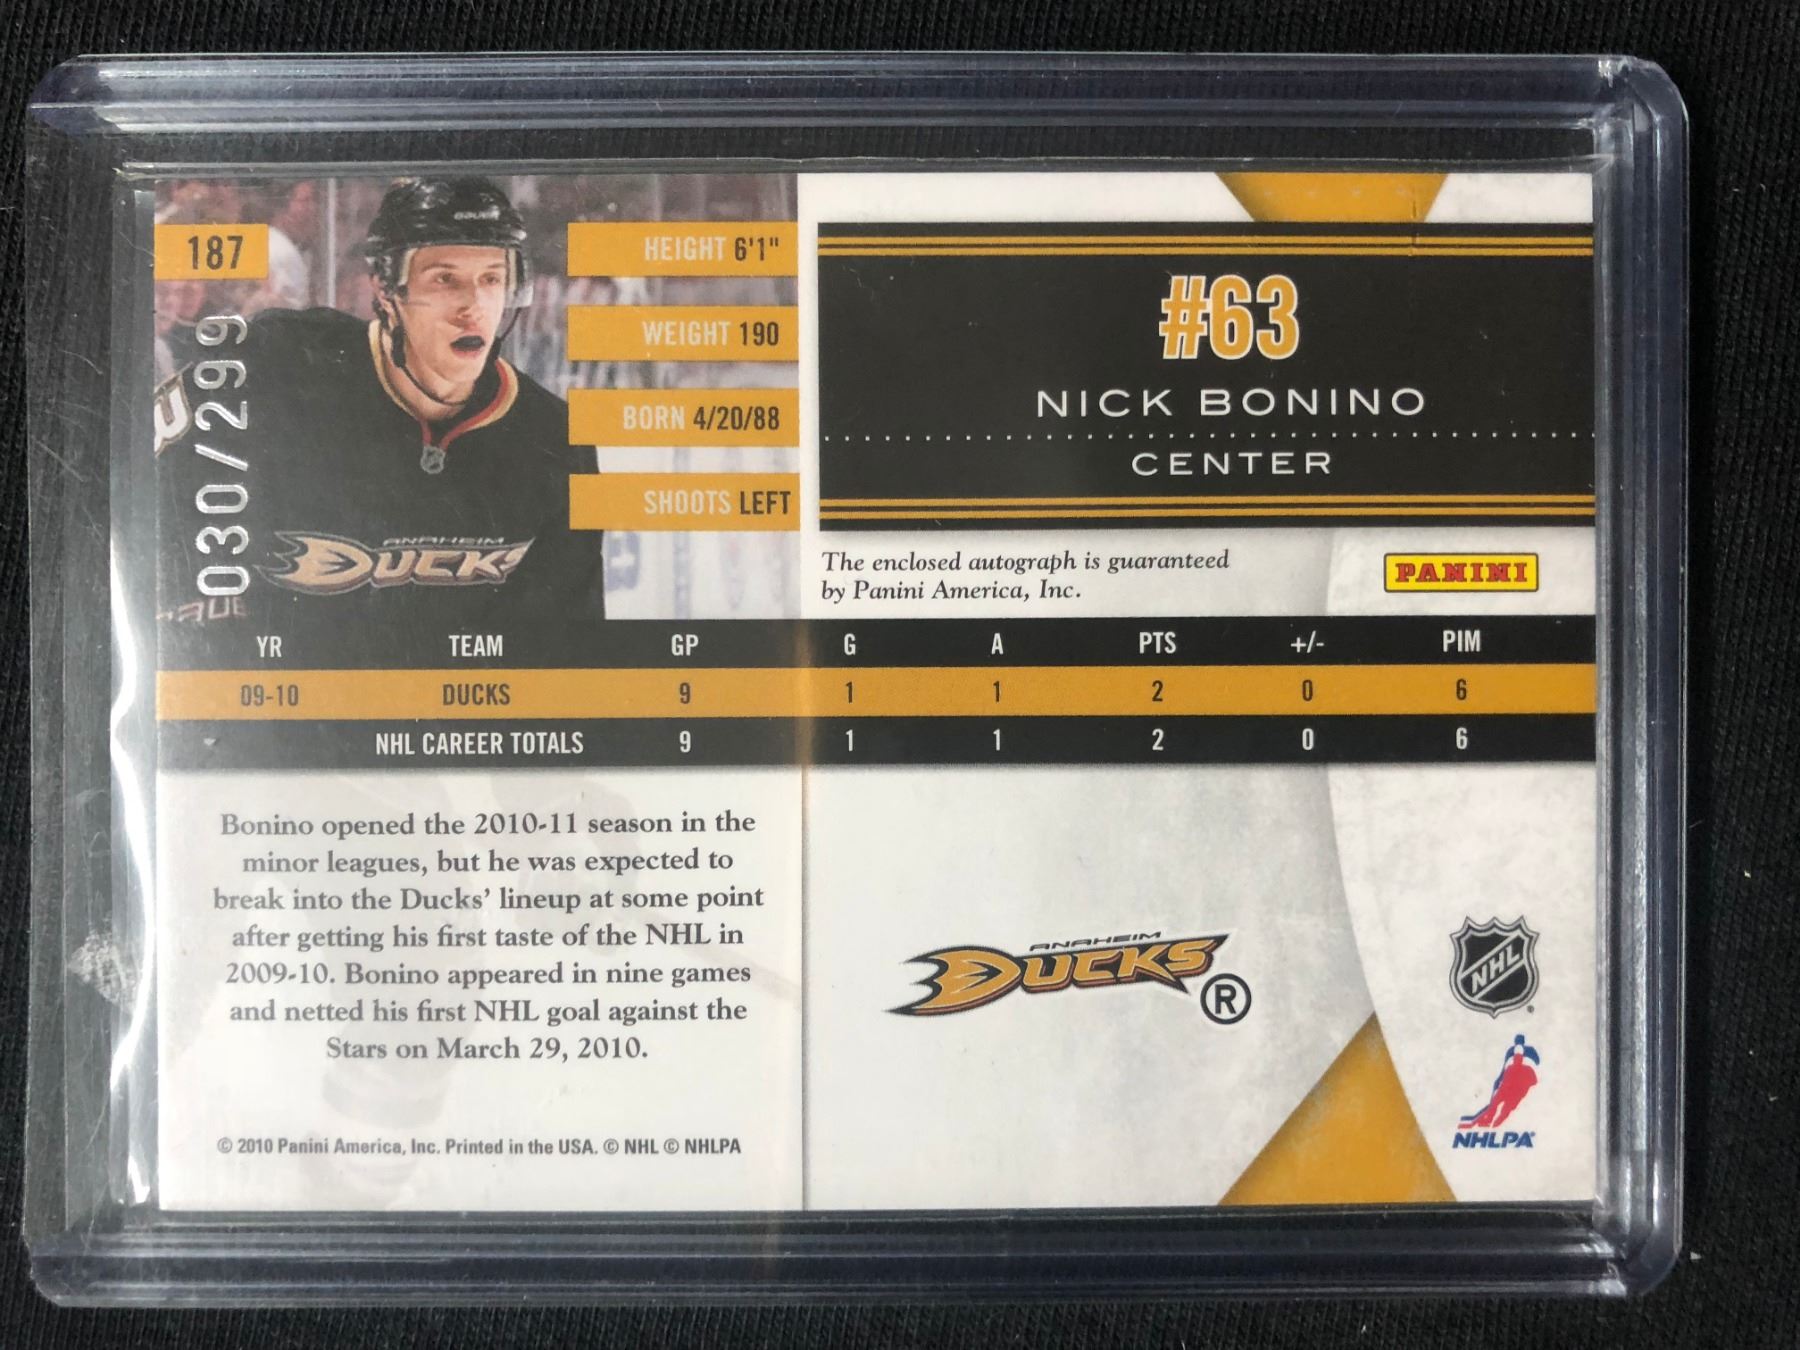 187
030/299
BAUER
HEIGHT 6'1"
WEIGHT 190
BORN 4/20/88
SHOOTS LEFT
ANAHEIM
DUCKS
#63
NICK BONINO
CENTER
The enclosed autograph is guaranteed
by Panini America, Inc.
PANINI
YR TEAM GP G A PTS +/- PIM
09-10 DUCKS 9 1 1 2 0 6
NHL CAREER TOTALS 9 1 1 2 0 6
Bonino opened the 2010-11 season in the
minor leagues, but he was expected to
break into the Ducks' lineup at some point
after getting his first taste of the NHL in
2009-10. Bonino appeared in nine games
and netted his first NHL goal against the
Stars on March 29, 2010.
© 2010 Panini America, Inc. Printed in the USA. © NHL © NHLPA
ANAHEIM
DUCKS ®
NHL
NHLPA